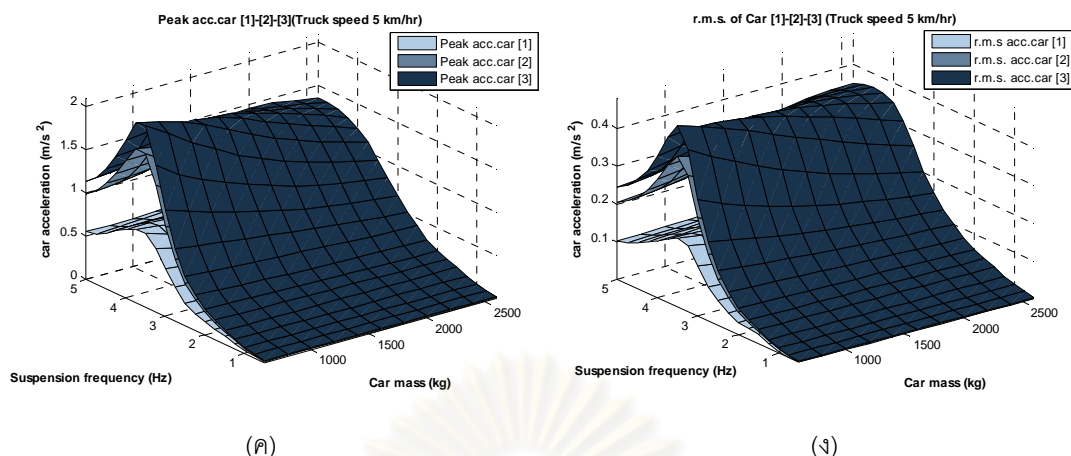 Peak acc.car [1]-[2]-[3](Truck speed 5 km/hr)
Peak acc.car [1]
Peak acc.car [2]
Peak acc.car [3]
car acceleration (m/s²)
2
1.5
1
0.5
0
5
4
3
2
1
1000
1500
2000
2500
Suspension frequency (Hz)
Car mass (kg)
(ค)
r.m.s. of Car [1]-[2]-[3] (Truck speed 5 km/hr)
r.m.s acc.car [1]
r.m.s. acc.car [2]
r.m.s. acc.car [3]
car acceleration (m/s²)
0.4
0.3
0.2
0.1
5
4
3
2
1
1000
1500
2000
2500
Suspension frequency (Hz)
Car mass (kg)
(ง)